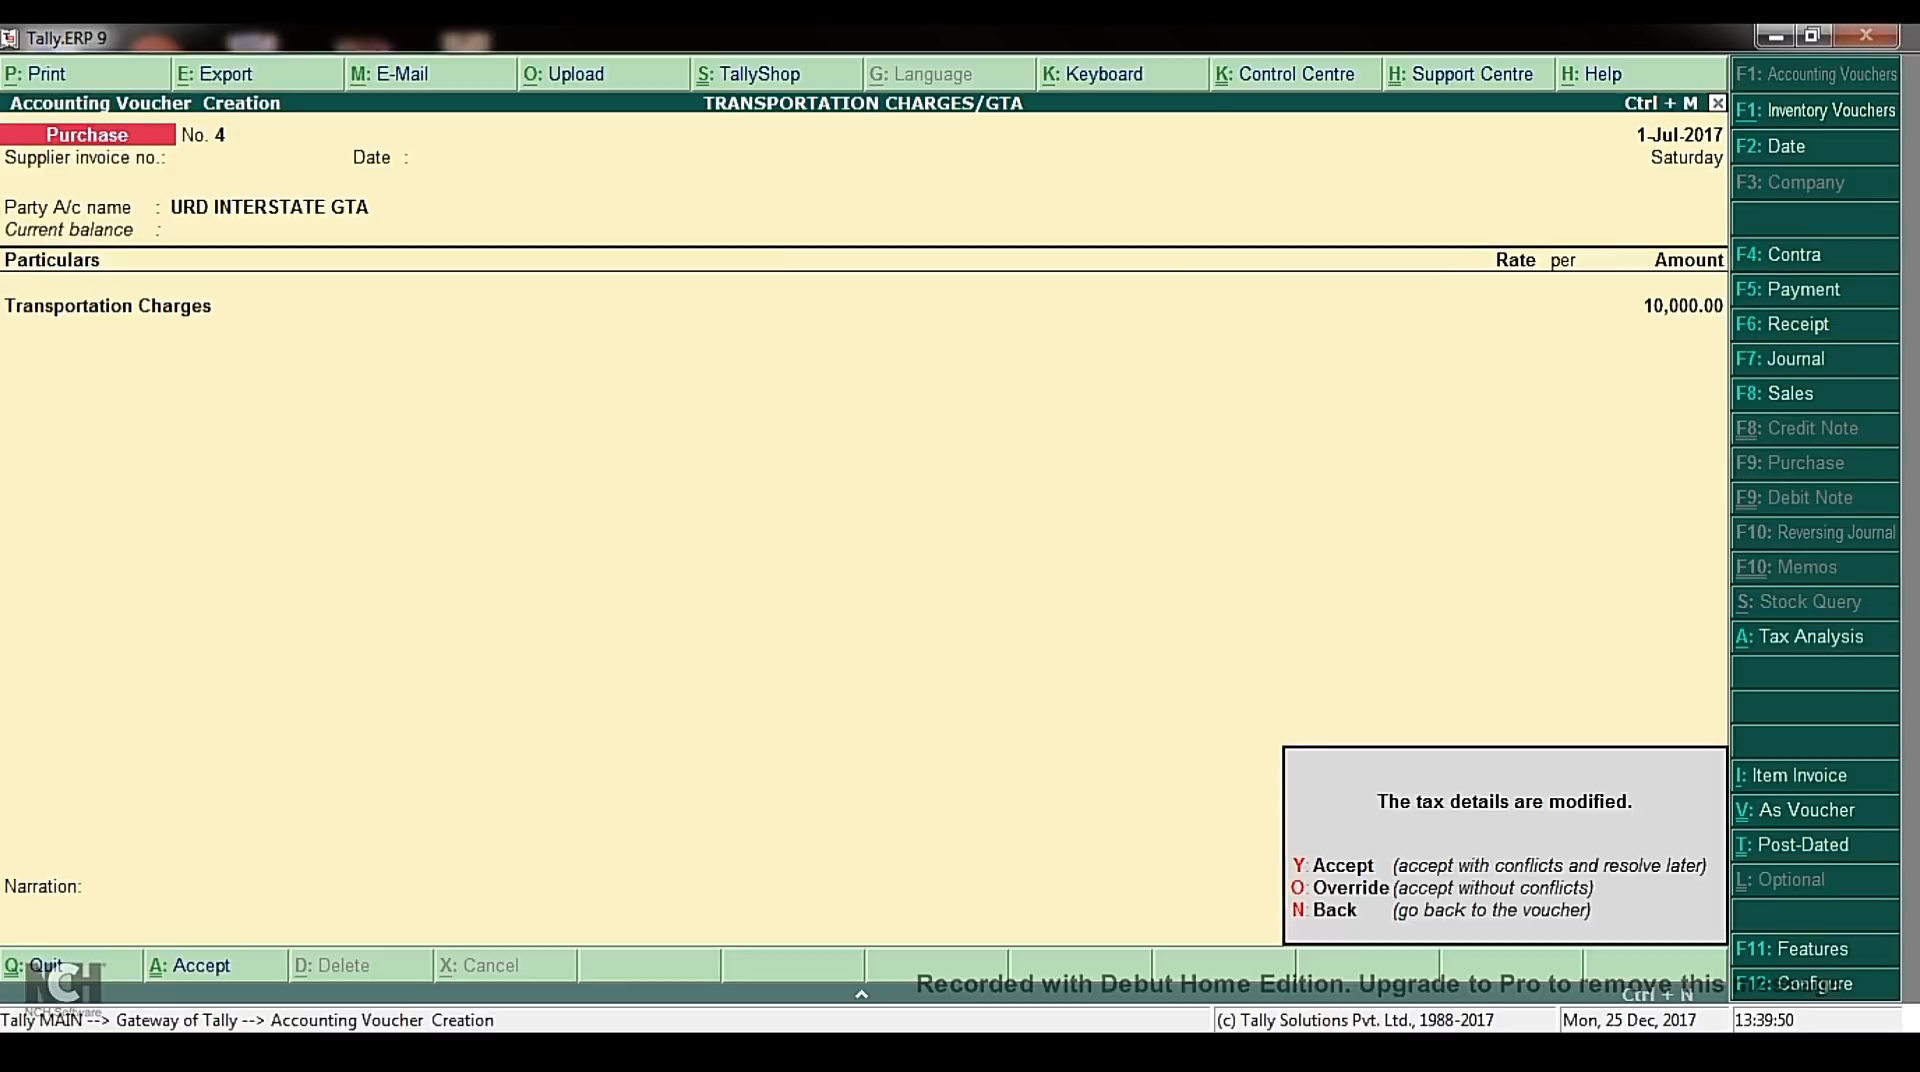 Tally.ERP 9
P: Print E: Export M: E-Mail O: Upload S: TallyShop G: Language K: Keyboard K: Control Centre H: Support Centre H: Help
Accounting Voucher Creation TRANSPORTATION CHARGES/GTA Ctrl + M
Purchase No. 4 1-Jul-2017
Supplier invoice no.: Date : Saturday
Party A/c name : URD INTERSTATE GTA
Current balance :
Particulars Rate per Amount
Transportation Charges 10,000.00
The tax details are modified.
Y: Accept (accept with conflicts and resolve later)
O: Override (accept without conflicts)
N: Back (go back to the voucher)
Narration:
F1: Accounting Vouchers
F1: Inventory Vouchers
F2: Date
F3: Company
F4: Contra
F5: Payment
F6: Receipt
F7: Journal
F8: Sales
F8: Credit Note
F9: Purchase
F9: Debit Note
F10: Reversing Journal
F10: Memos
S: Stock Query
A: Tax Analysis
I: Item Invoice
V: As Voucher
T: Post-Dated
L: Optional
F11: Features
F12: Configure
Q: Quit A: Accept D: Delete X: Cancel
NCH
NCH Software
Recorded with Debut Home Edition. Upgrade to Pro to remove this
Ctrl + N
Tally MAIN --> Gateway of Tally --> Accounting Voucher Creation (c) Tally Solutions Pvt. Ltd., 1988-2017 Mon, 25 Dec, 2017 13:39:50